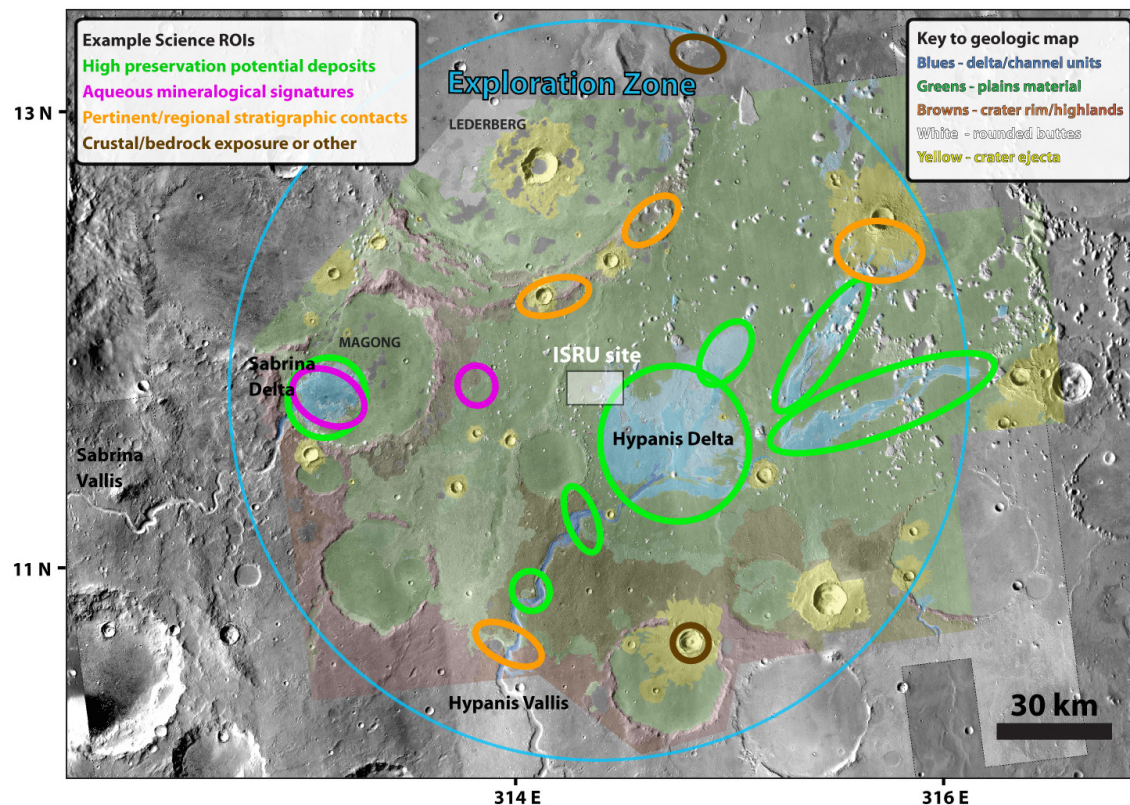 Example Science ROIs
High preservation potential deposits
Aqueous mineralogical signatures
Pertinent/regional stratigraphic contacts
Crustal/bedrock exposure or other
Key to geologic map
Blues - delta/channel units
Greens - plains material
Browns - crater rim/highlands
White - rounded buttes
Yellow - crater ejecta
Exploration Zone
13 N
LEDERBERG
MAGONG
ISRU site
Sabrina
Delta
Hypanis Delta
Sabrina
Vallis
11 N
Hypanis Vallis
30 km
314 E
316 E